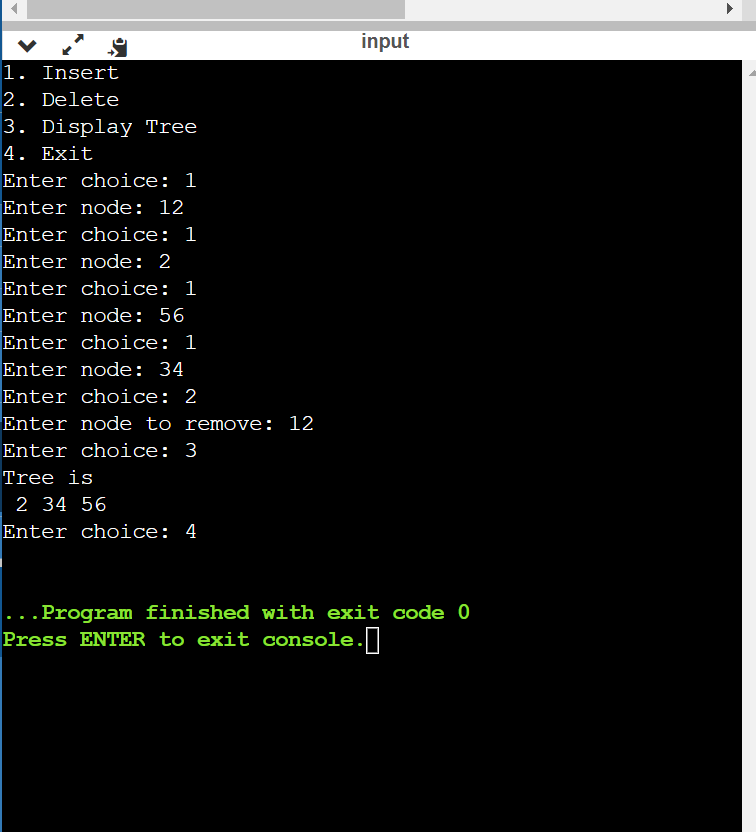 input
1. Insert
2. Delete
3. Display Tree
4. Exit
Enter choice: 1
Enter node: 12
Enter choice: 1
Enter node: 2
Enter choice: 1
Enter node: 56
Enter choice: 1
Enter node: 34
Enter choice: 2
Enter node to remove: 12
Enter choice: 3
Tree is
 2 34 56
Enter choice: 4
...Program finished with exit code 0
Press ENTER to exit console.